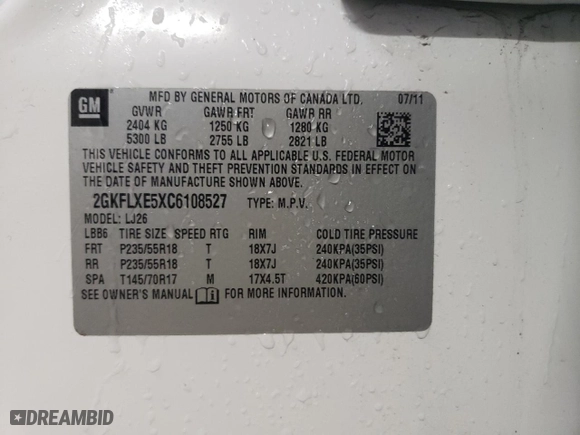 GM
MFD BY GENERAL MOTORS OF CANADA LTD. 07/11
GVWR GAWR FRT GAWR RR
2404 KG 1250 KG 1280 KG
5300 LB 2755 LB 2821 LB
THIS VEHICLE CONFORMS TO ALL APPLICABLE U.S. FEDERAL MOTOR
VEHICLE SAFETY AND THEFT PREVENTION STANDARDS IN EFFECT ON
THE DATE OF MANUFACTURE SHOWN ABOVE.
2GKFLXE5XC6108527 TYPE: M.P.V.
MODEL: LJ26
LBB6 TIRE SIZE SPEED RTG RIM COLD TIRE PRESSURE
FRT P235/55R18 T 18X7J 240KPA(35PSI)
RR P235/55R18 T 18X7J 240KPA(35PSI)
SPA T145/70R17 M 17X4.5T 420KPA(60PSI)
SEE OWNER'S MANUAL FOR MORE INFORMATION.
DREAMBID